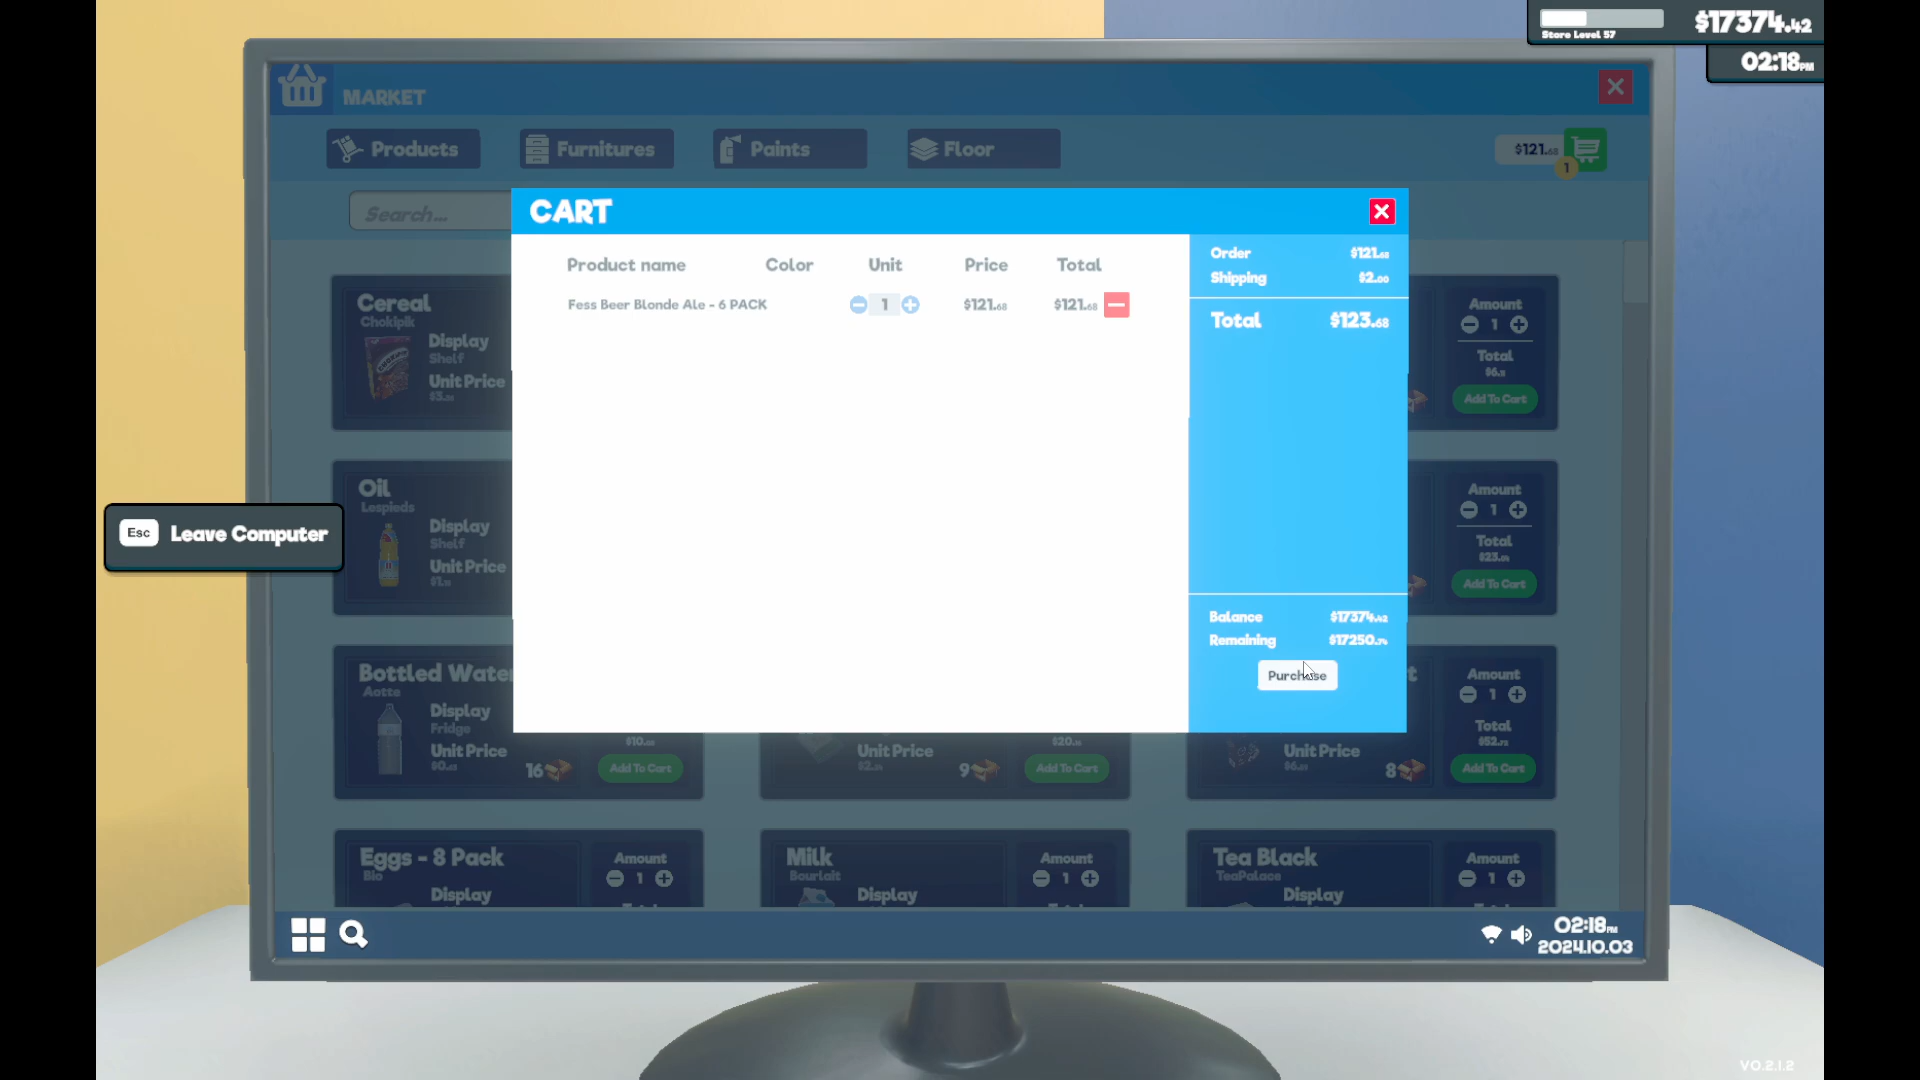 $17374.42
Store Level 57
02:18PM
MARKET
Products
Furnitures
Paints
Floor
$121.68
1
Search...
CART
Product name Color Unit Price Total
Fess Beer Blonde Ale - 6 PACK 1 $121.68 $121.68
Order $121.68
Shipping $2.00
Total $123.68
Balance $17374.42
Remaining $17250.74
Purchase
Cereal
Chokipik
Display
Shelf
Unit Price
Amount
1
Total
Add To Cart
Esc Leave Computer
Oil
Lespieds
Display
Shelf
Unit Price
Amount
1
Total
Add To Cart
Bottled Water
Aotte
Display
Fridge
Unit Price
16
Add To Cart
Unit Price
9
Add To Cart
Unit Price
8
Amount
1
Total
Add To Cart
Eggs - 8 Pack
Bio
Display
Amount
1
Milk
Bourlait
Display
Amount
1
Tea Black
TeaPalace
Display
Amount
1
02:18PM
2024.10.03
V0.2.1.2